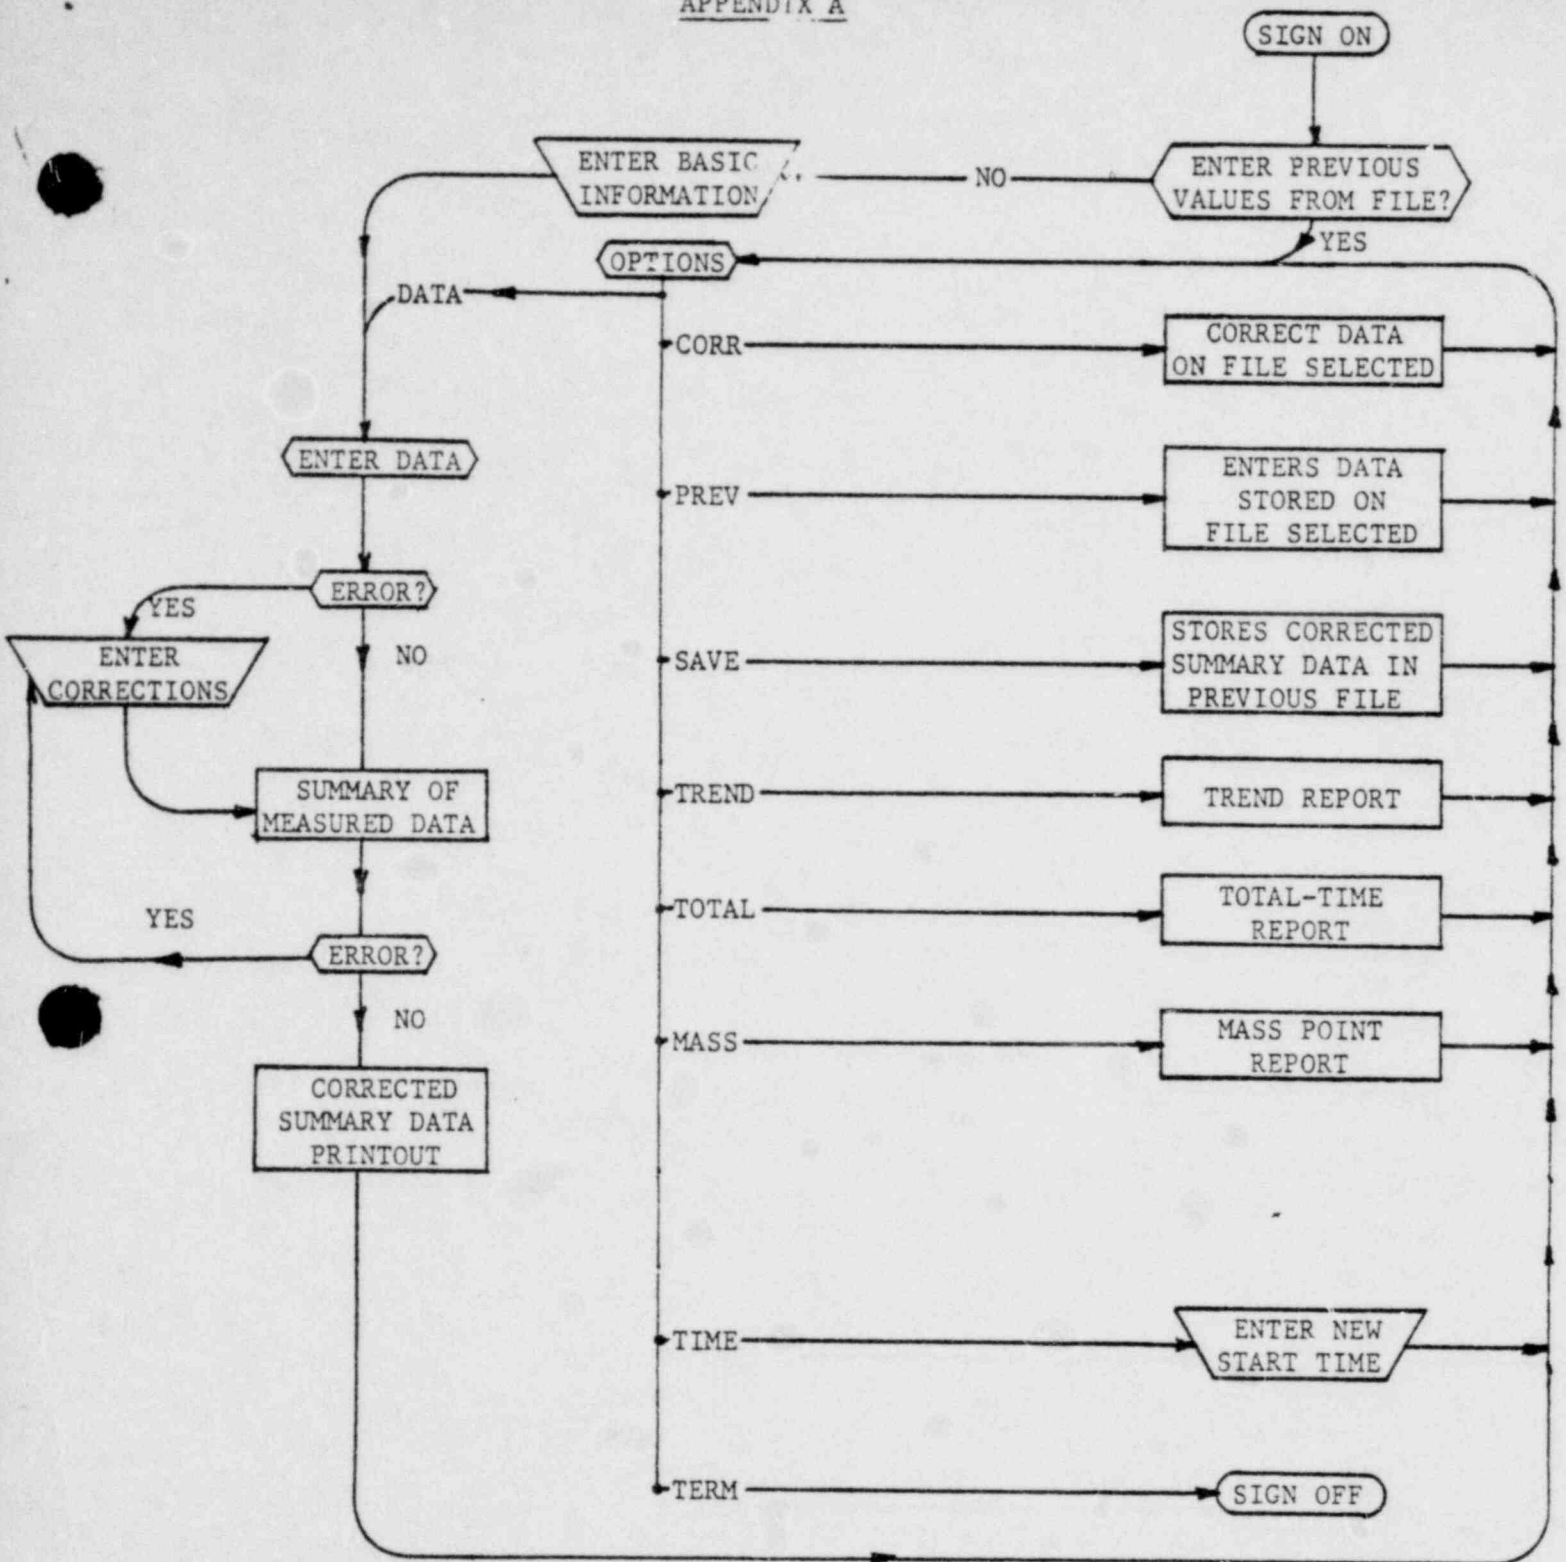 APPENDIX A
SIGN ON
ENTER PREVIOUS
VALUES FROM FILE?
NO
ENTER BASIC
INFORMATION
YES
OPTIONS
DATA
CORR
CORRECT DATA
ON FILE SELECTED
ENTER DATA
PREV
ENTERS DATA
STORED ON
FILE SELECTED
ERROR?
YES
NO
ENTER
CORRECTIONS
SAVE
STORES CORRECTED
SUMMARY DATA IN
PREVIOUS FILE
SUMMARY OF
MEASURED DATA
TREND
TREND REPORT
YES
ERROR?
TOTAL
TOTAL-TIME
REPORT
NO
MASS
MASS POINT
REPORT
CORRECTED
SUMMARY DATA
PRINTOUT
TIME
ENTER NEW
START TIME
TERM
SIGN OFF